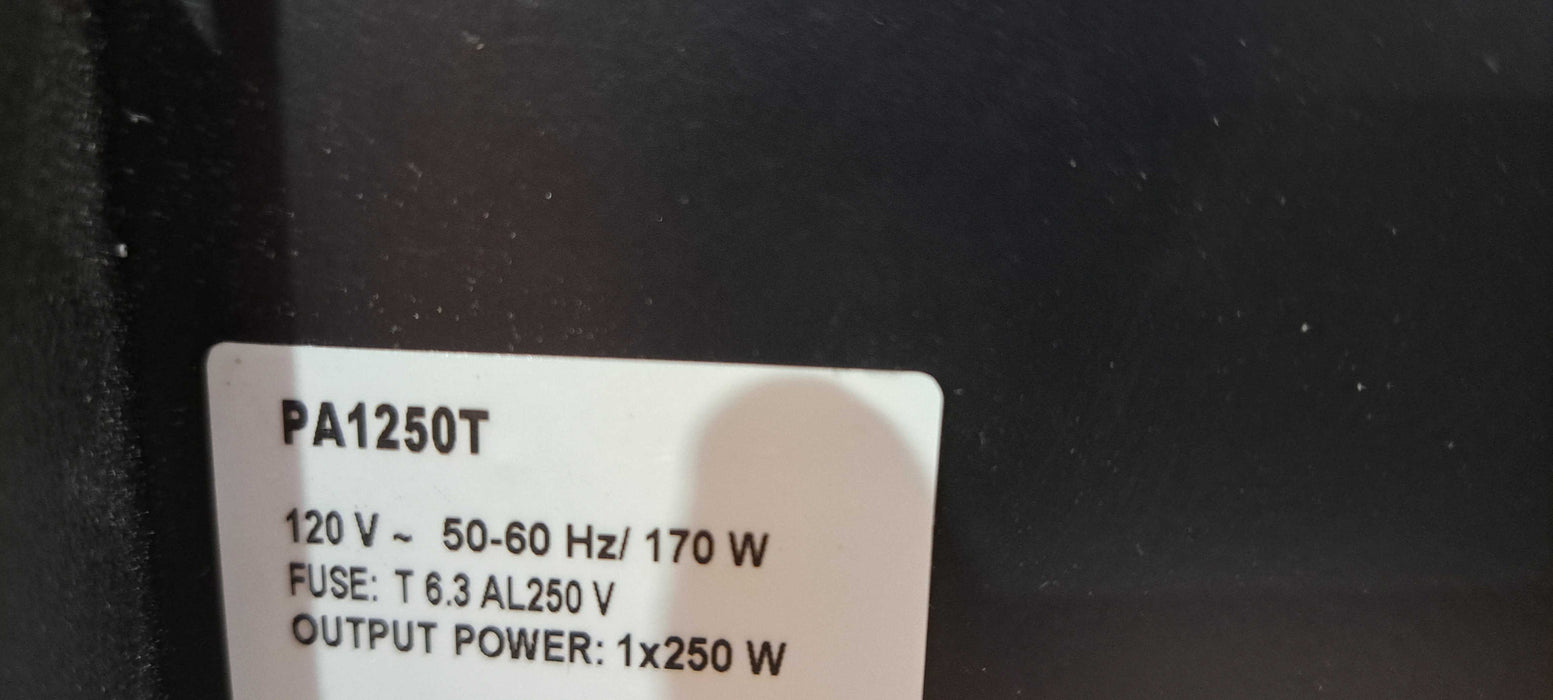 PA1250T
120 V ~ 50-60 Hz/ 170 W
FUSE: T 6.3 AL250 V
OUTPUT POWER: 1x250 W